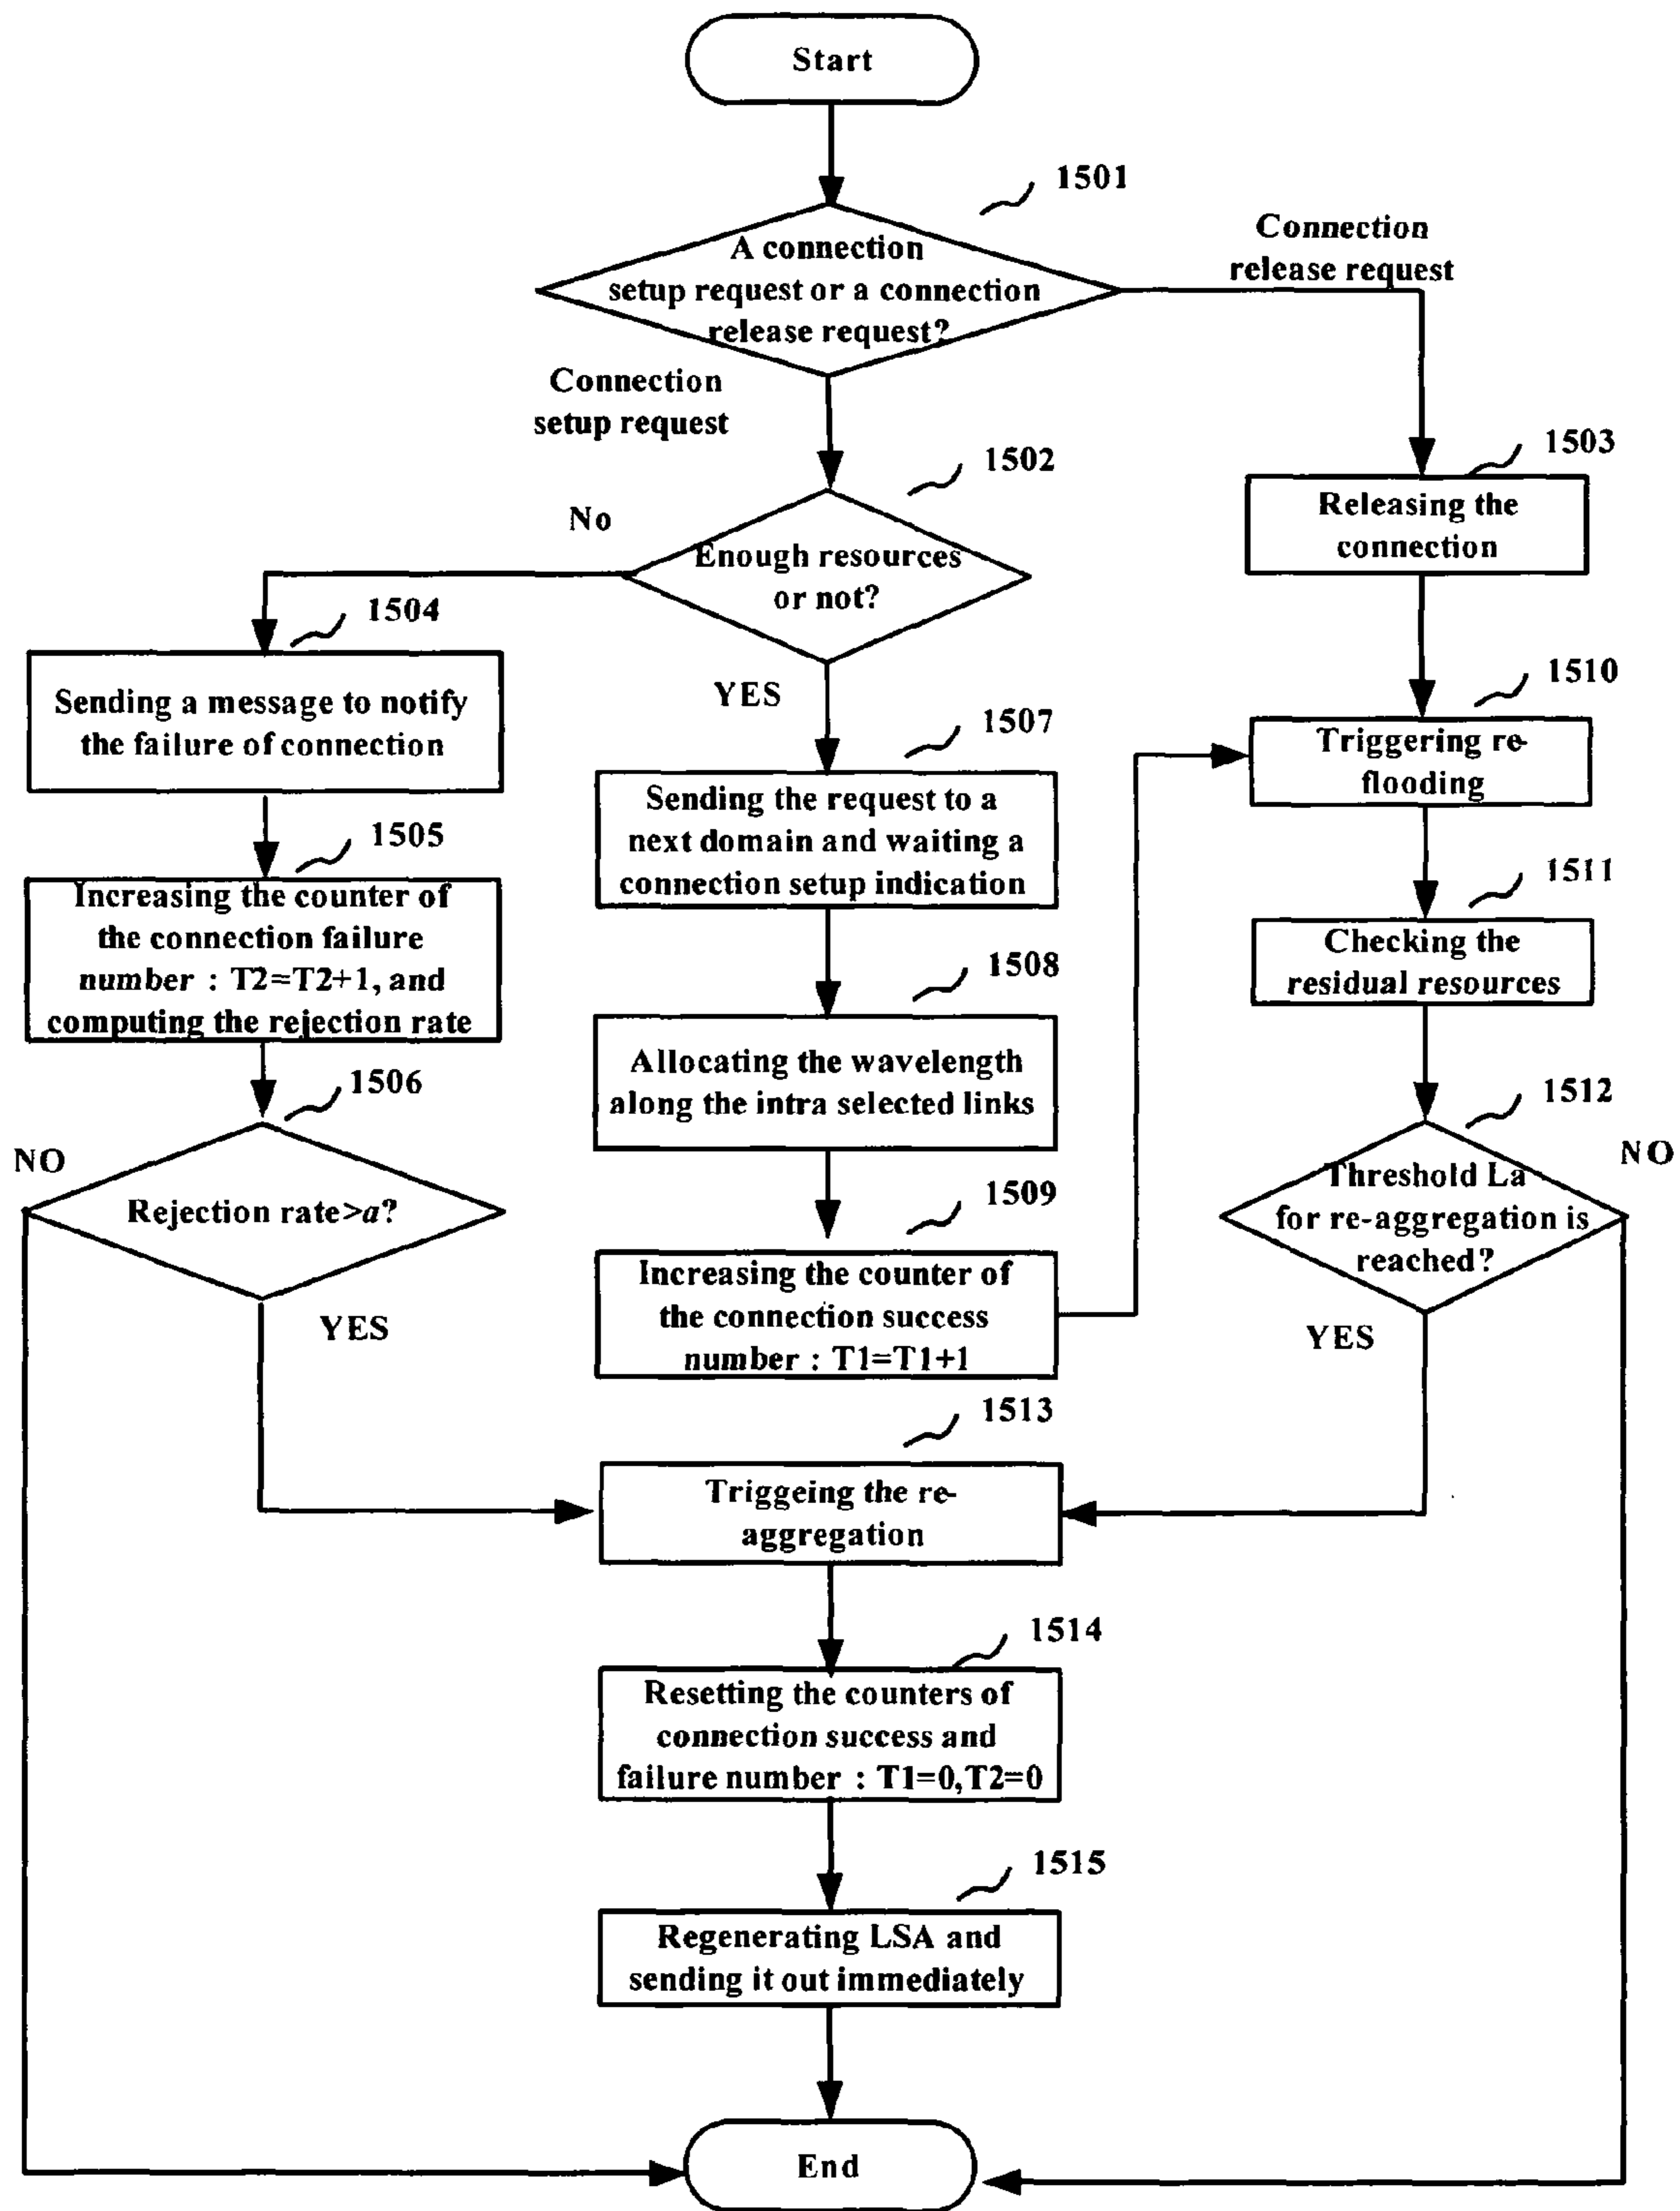 Start
1501
A connection
setup request or a connection
release request?
Connection
release request
Connection
setup request
1502
Enough resources
or not?
No
YES
1503
Releasing the
connection
1504
Sending a message to notify
the failure of connection
1505
Increasing the counter of
the connection failure
number : T2=T2+1, and
computing the rejection rate
1506
Rejection rate>a?
NO
YES
1507
Sending the request to a
next domain and waiting a
connection setup indication
1508
Allocating the wavelength
along the intra selected links
1509
Increasing the counter of
the connection success
number : T1=T1+1
1510
Triggering re-
flooding
1511
Checking the
residual resources
1512
Threshold La
for re-aggregation is
reached?
NO
YES
1513
Triggeing the re-
aggregation
1514
Resetting the counters of
connection success and
failure number : T1=0,T2=0
1515
Regenerating LSA and
sending it out immediately
End